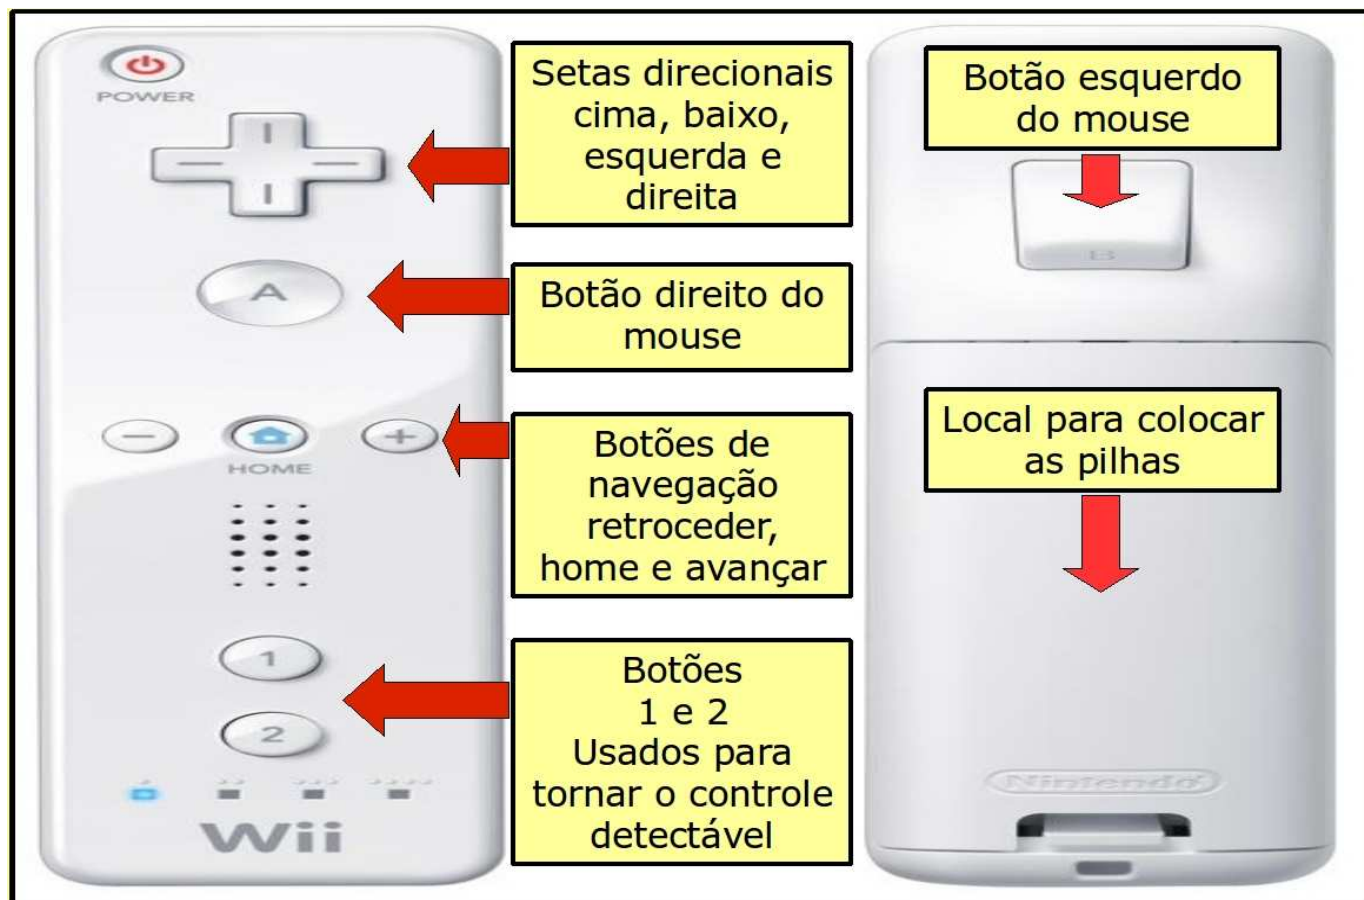 POWER
Setas direcionais
cima, baixo,
esquerda e
direita
A
Botão direito do
mouse
HOME
Botões de
navegação
retroceder,
home e avançar
1
2
Botões
1 e 2
Usados para
tornar o controle
detectável
Wii
Botão esquerdo
do mouse
B
Local para colocar
as pilhas
Nintendo